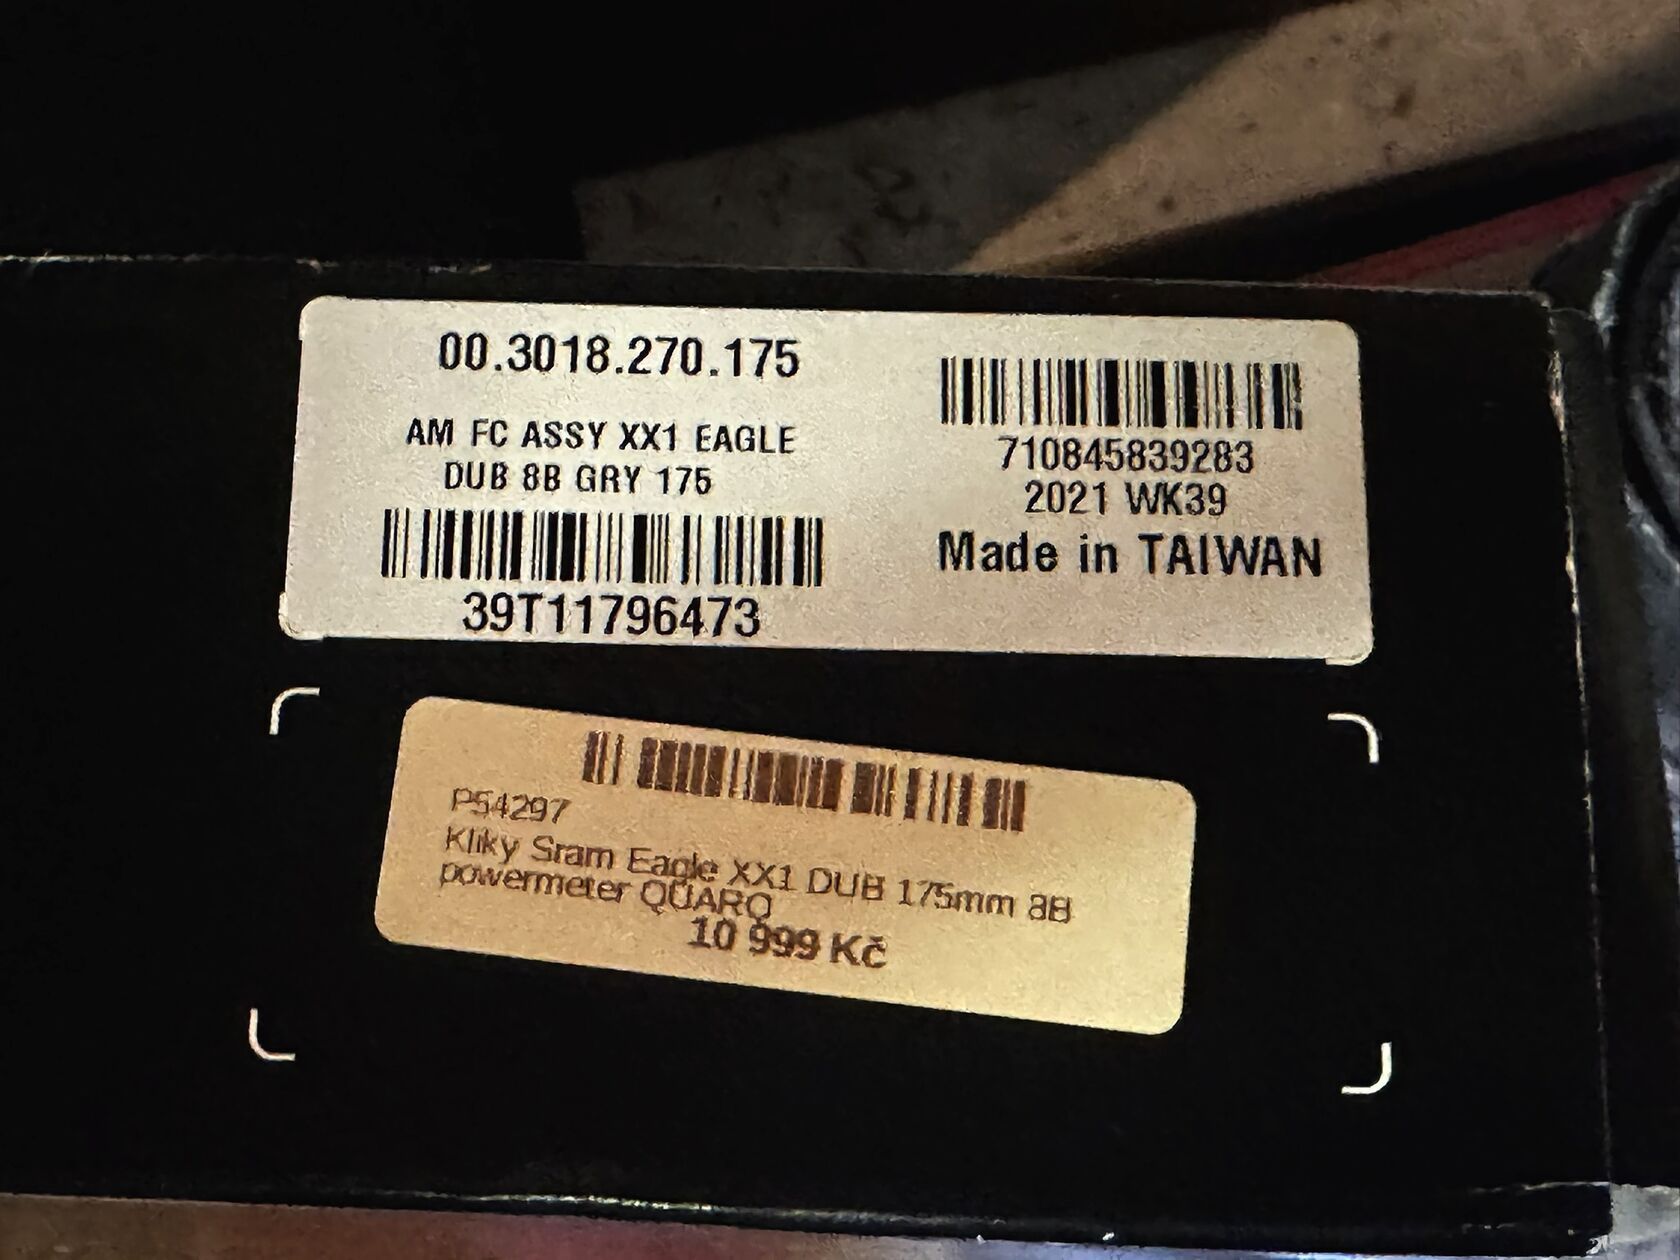 00.3018.270.175
AM FC ASSY XX1 EAGLE
DUB 8B GRY 175
39T11796473
710845839283
2021 WK39
Made in TAIWAN
P54297
Kliky Sram Eagle XX1 DUB 175mm 8B
powermeter QUARQ
10 999 Kč